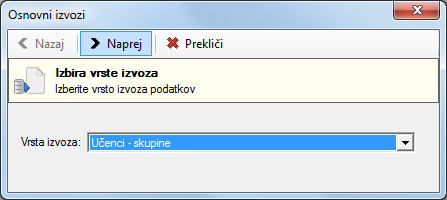 Osnovni izvozi
Nazaj Naprej Prekliči
Izbira vrste izvoza
Izberite vrsto izvoza podatkov
Vrsta izvoza: Učenci - skupine